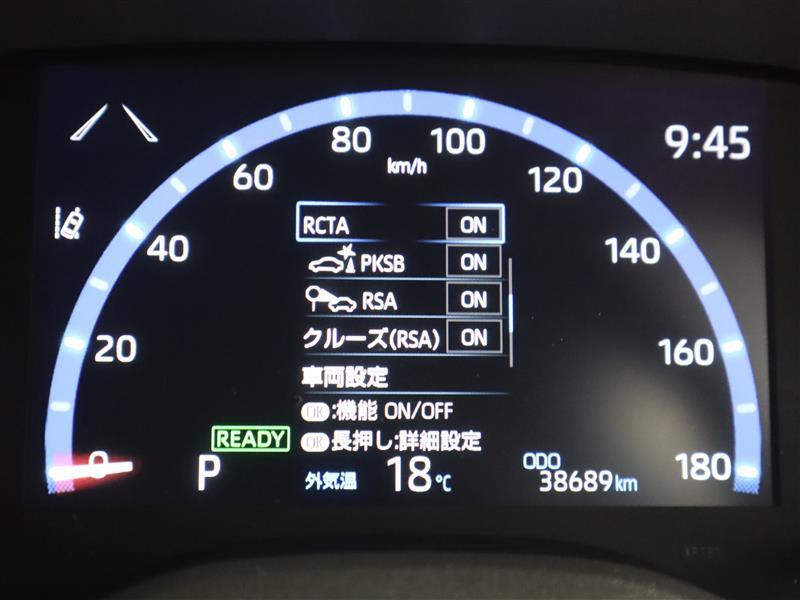 9:45
80
100
km/h
60
120
40
140
20
160
0
180
RCTA ON
PKSB ON
RSA ON
クルーズ(RSA) ON
車両設定
OK:機能 ON/OFF
OK長押し:詳細設定
READY
P
外気温 18℃
ODO
38689km